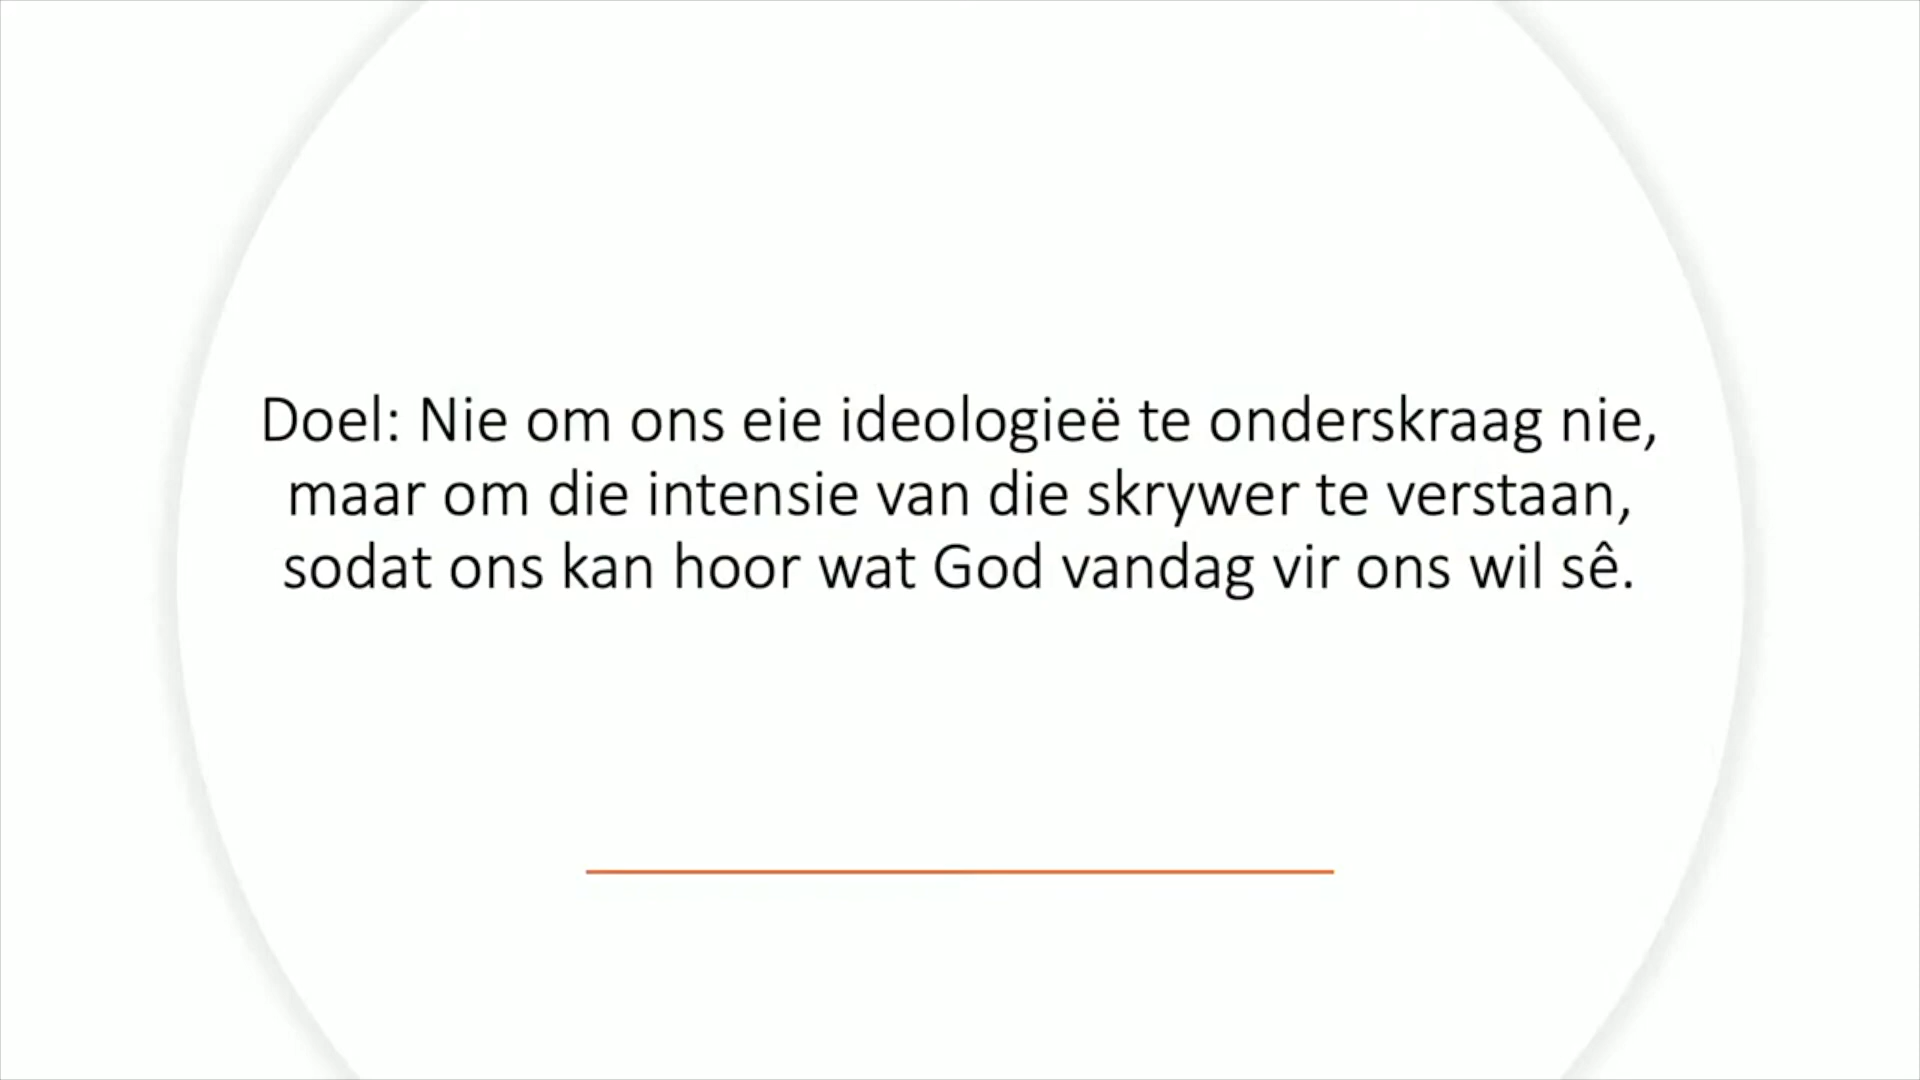 Doel: Nie om ons eie ideologieë te onderskraag nie,
maar om die intensie van die skrywer te verstaan,
sodat ons kan hoor wat God vandag vir ons wil sê.